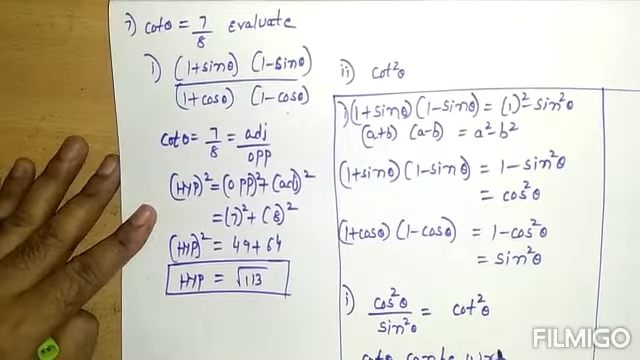 7) cotθ = 7/8 evaluate
i) (1+sinθ) (1-sinθ) / (1+cosθ) (1-cosθ)
ii) cot²θ
cotθ = 7/8 = adj/opp
(HYP)² = (OPP)² + (adj)²
= (7)² + (8)²
(HYP)² = 49+64
HYP = √113
i) (1+sinθ) (1-sinθ) = (1)² - sin²θ
(a+b) (a-b) = a²-b²
(1+sinθ) (1-sinθ) = 1-sin²θ
= cos²θ
(1+cosθ) (1-cosθ) = 1-cos²θ
= sin²θ
i) cos²θ/sin²θ = cot²θ
FILMIGO